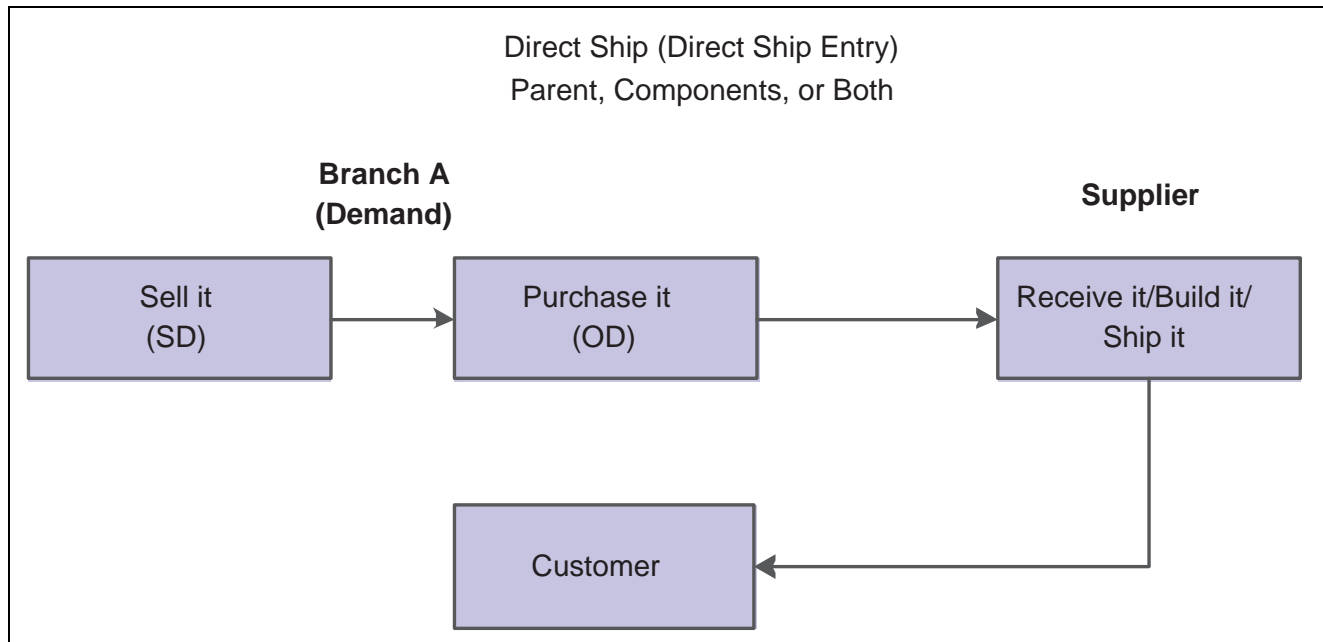 Direct Ship (Direct Ship Entry)
Parent, Components, or Both
Branch A
(Demand)
Supplier
Sell it
(SD)
Purchase it
(OD)
Receive it/Build it/
Ship it
Customer